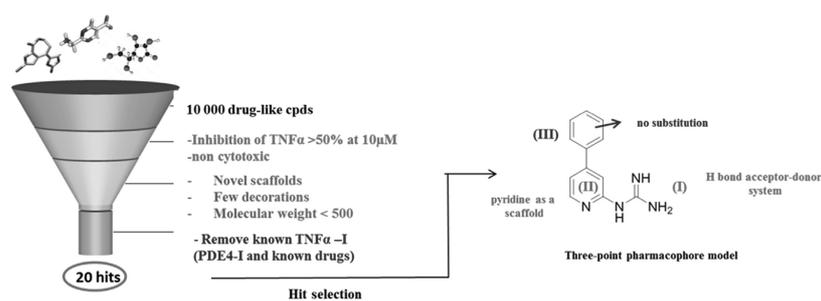 10 000 drug-like cpds
-Inhibition of TNFα >50% at 10µM
-non cytotoxic
- Novel scaffolds
- Few decorations
- Molecular weight < 500
- Remove known TNFα –I
(PDE4-I and known drugs)
20 hits
Hit selection
(III)
no substitution
(II)
pyridine as a
scaffold
N
N
H
NH
NH2
(I)
H bond acceptor-donor
system
Three-point pharmacophore model